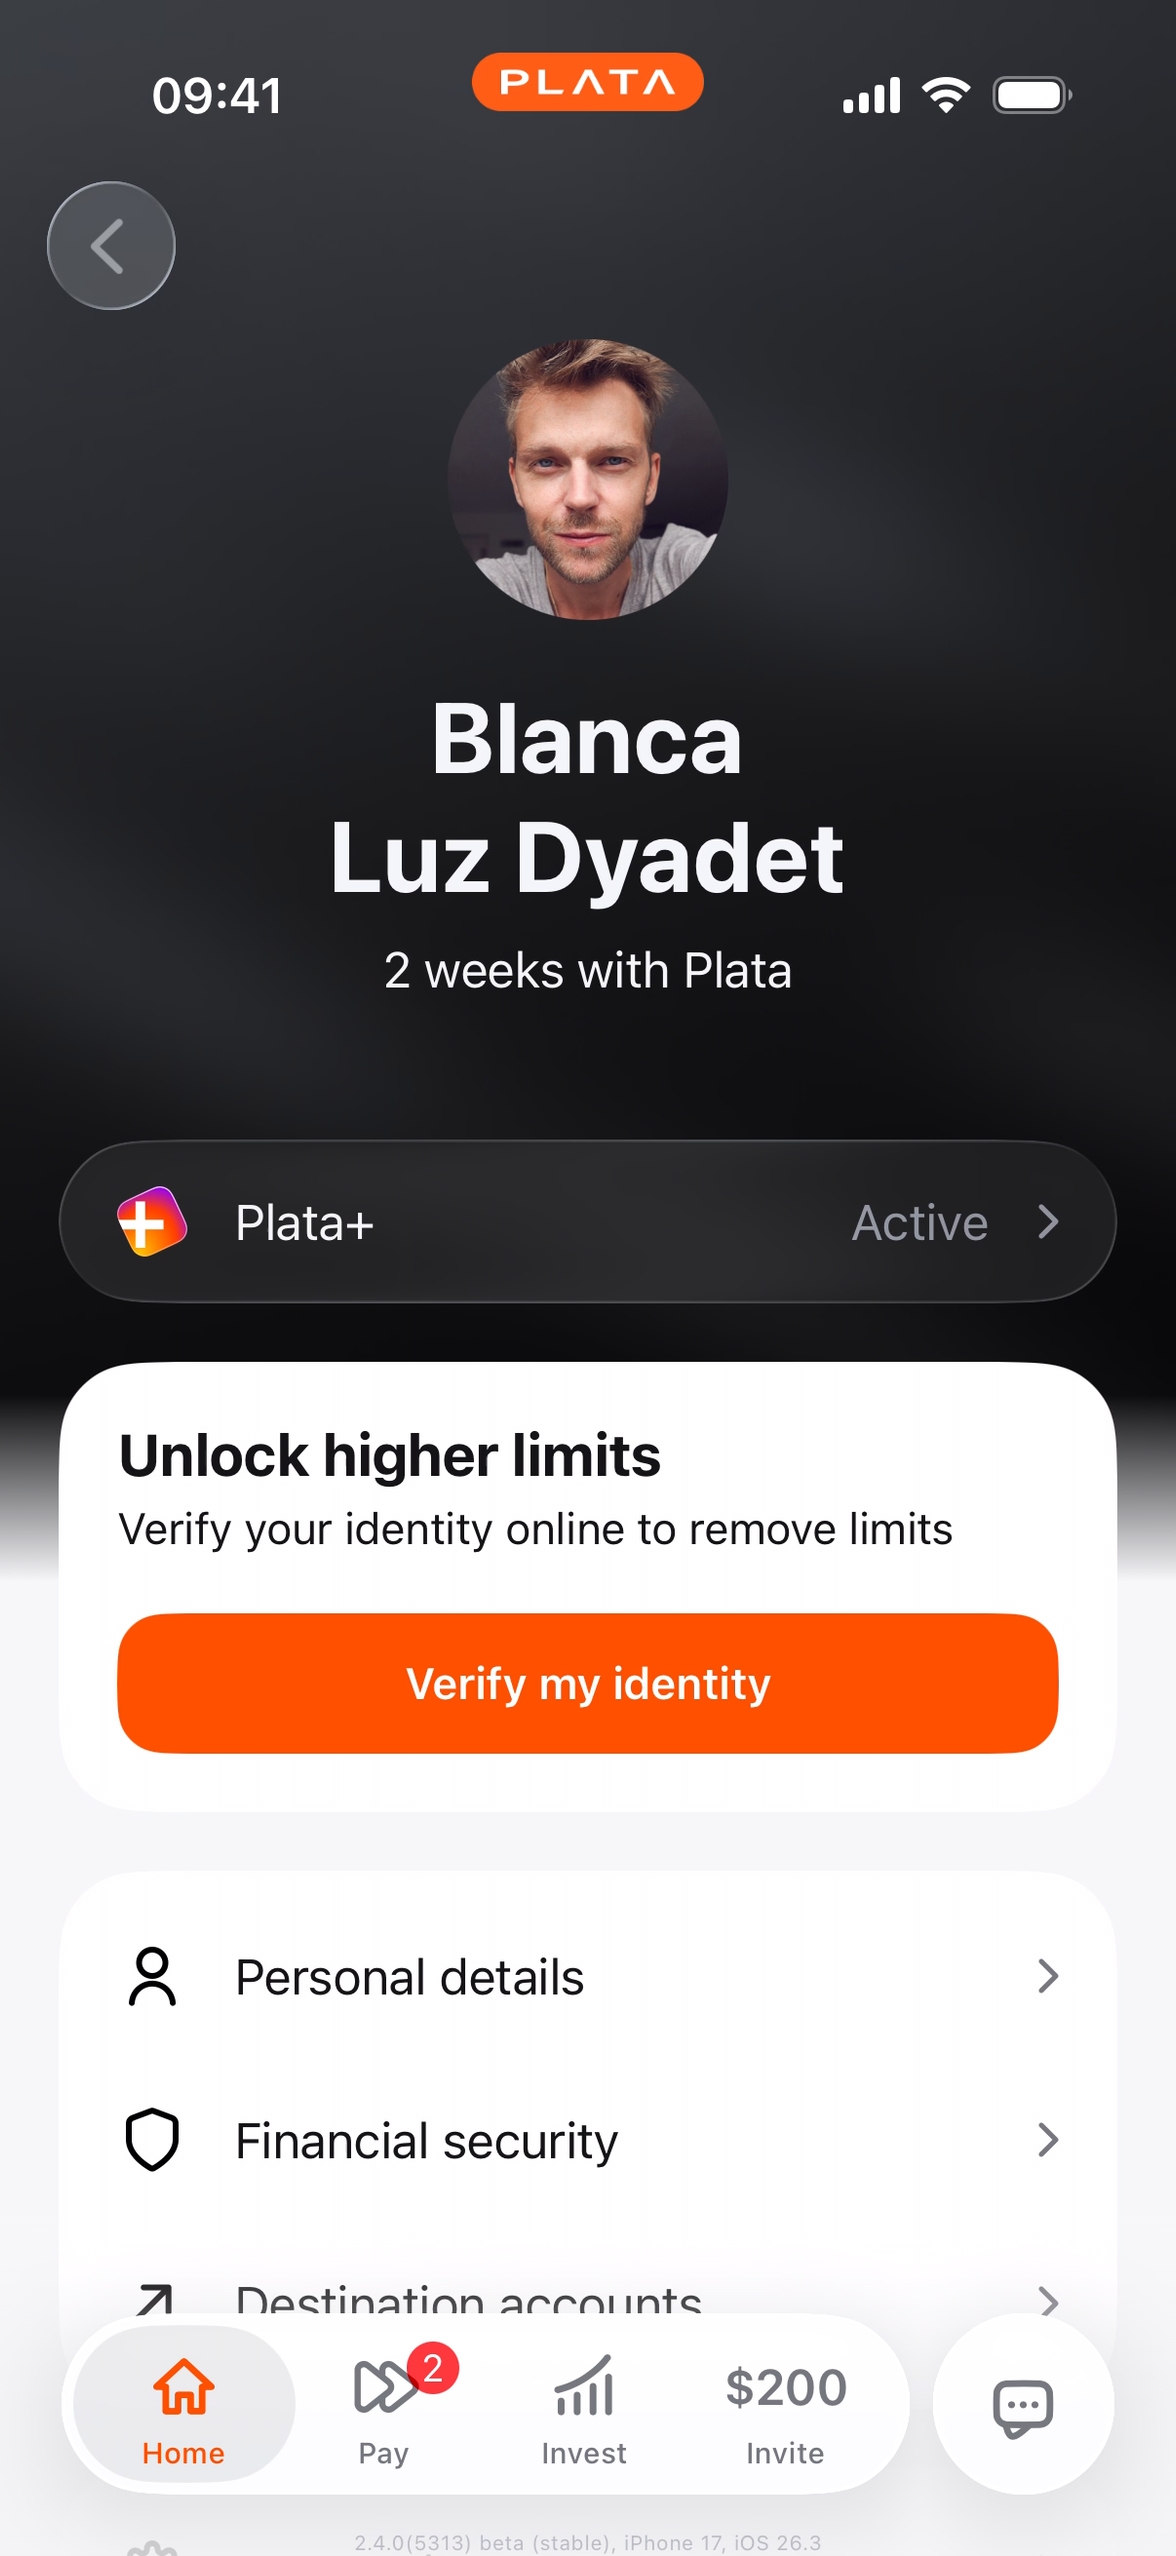 09:41
PLATA
Blanca
Luz Dyadet
2 weeks with Plata
Plata+
Active
Unlock higher limits
Verify your identity online to remove limits
Verify my identity
Personal details
Financial security
Destination accounts
2
$200
Home
Pay
Invest
Invite
2.4.0(5313) beta (stable), iPhone 17, iOS 26.3